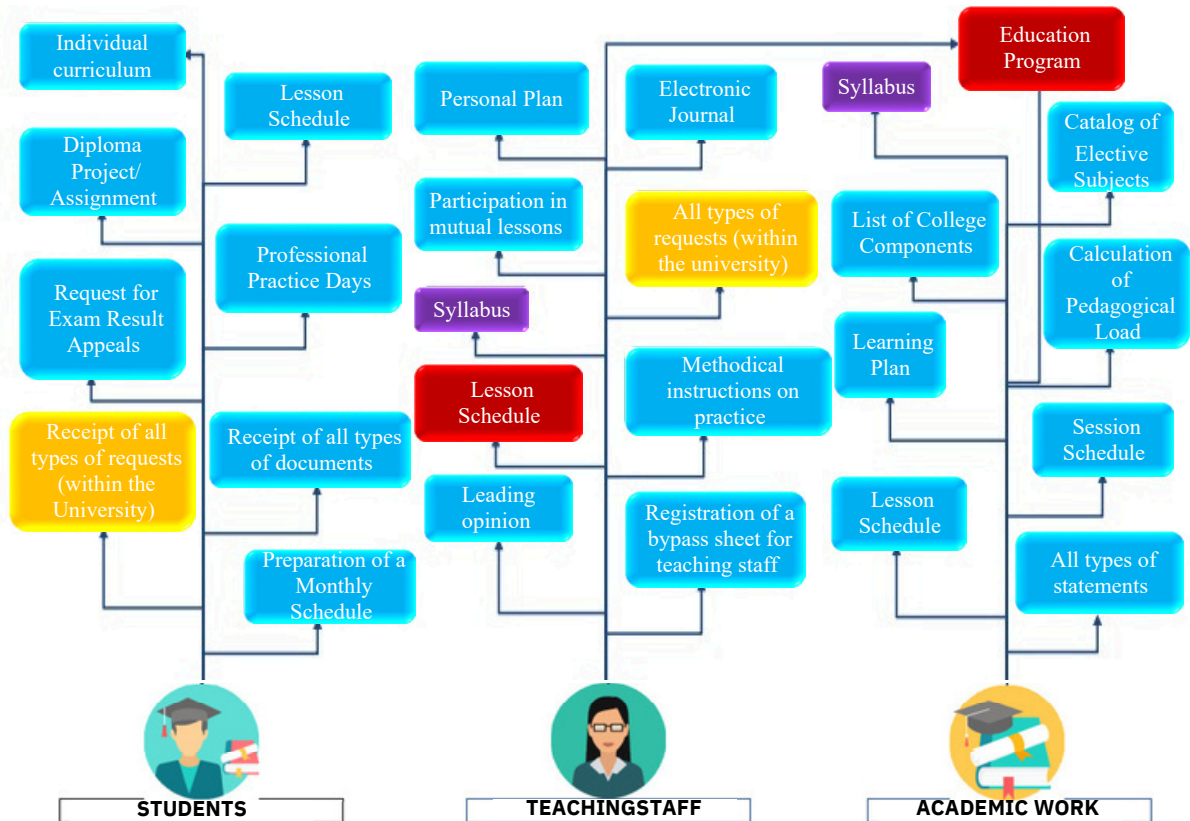 Individual
curriculum
Lesson
Schedule
Diploma
Project/
Assignment
Professional
Practice Days
Request for
Exam Result
Appeals
Receipt of all
types of requests
(within the
University)
Receipt of all types
of documents
Preparation of a
Monthly
Schedule
STUDENTS
Personal Plan
Electronic
Journal
Participation in
mutual lessons
All types of
requests (within
the university)
Syllabus
Lesson
Schedule
Methodical
instructions on
practice
Leading
opinion
Registration of a
bypass sheet for
teaching staff
TEACHINGSTAFF
Education
Program
Syllabus
Catalog of
Elective
Subjects
List of College
Components
Calculation
of
Pedagogical
Load
Learning
Plan
Session
Schedule
Lesson
Schedule
All types of
statements
ACADEMIC WORK